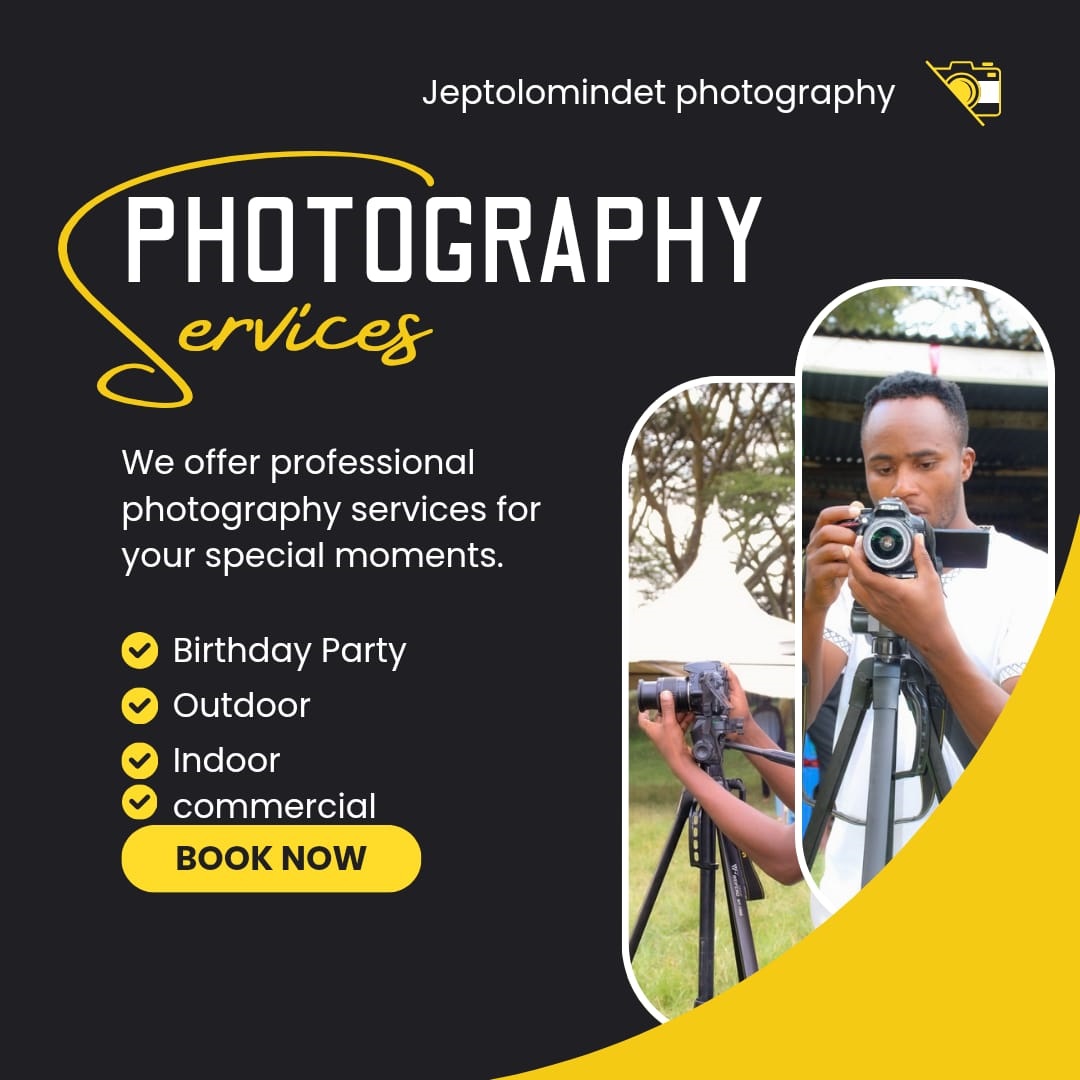 Jeptolomindet photography
PHOTOGRAPHY
Services
We offer professional
photography services for
your special moments.
Birthday Party
Outdoor
Indoor
commercial
BOOK NOW
Nikon